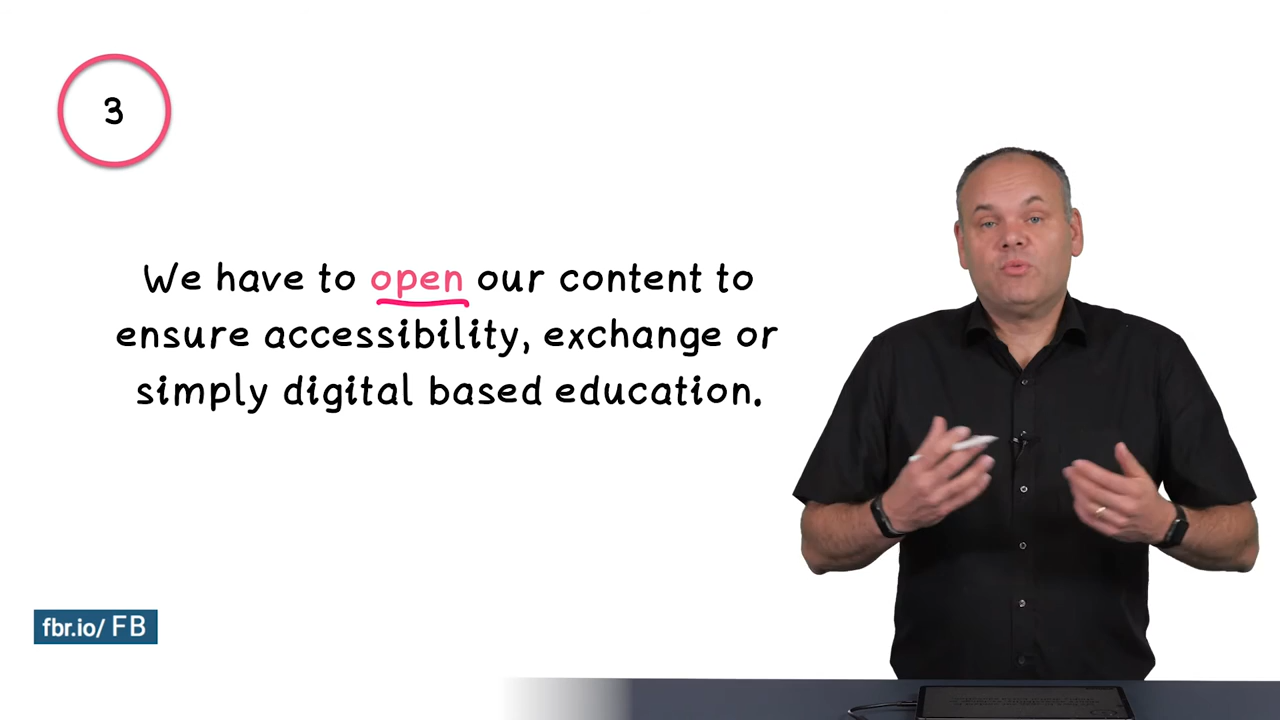 3
We have to open our content to
ensure accessibility, exchange or
simply digital based education.
fbr.io/ FB